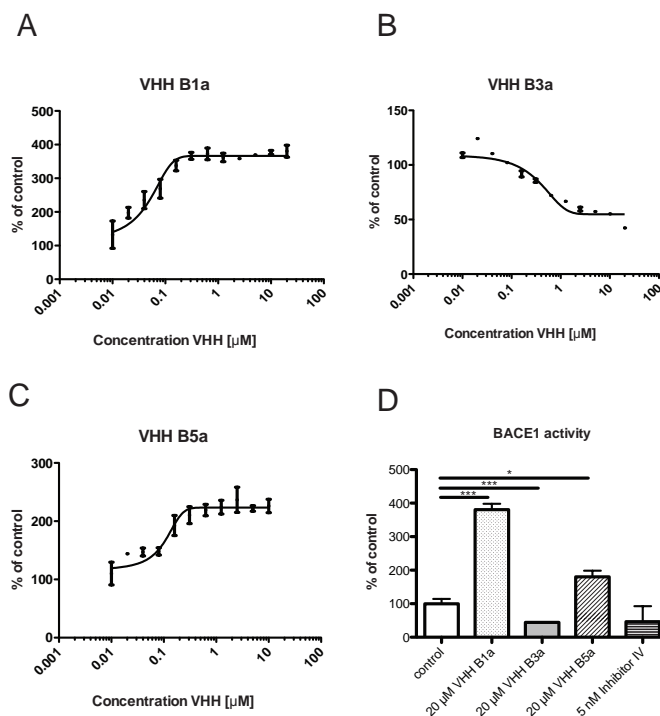 A
VHH B1a
% of control
500
400
300
200
100
0
0.001
0.01
0.1
1
10
100
Concentration VHH [µM]
B
VHH B3a
% of control
150
100
50
0
0.001
0.01
0.1
1
10
100
Concentration VHH [µM]
C
VHH B5a
% of control
300
200
100
0
0.001
0.01
0.1
1
10
100
Concentration VHH [µM]
D
BACE1 activity
% of control
500
400
300
200
100
0
*
***
***
control
20 µM VHH B1a
20 µM VHH B3a
20 µM VHH B5a
5 nM Inhibitor IV